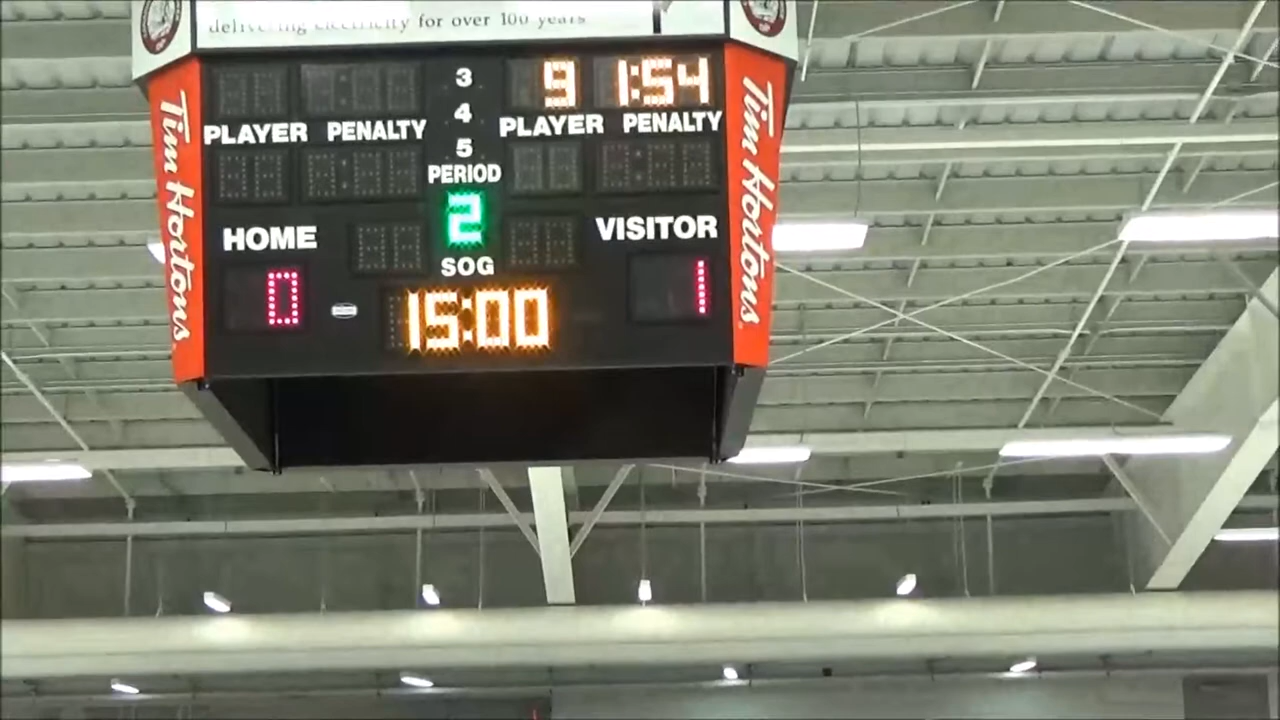 delivering electricity for over 100 years
3 9 1:54
4
PLAYER PENALTY PLAYER PENALTY
5
PERIOD
2
HOME VISITOR
SOG
0 15:00 1
Tim Hortons
Tim Hortons